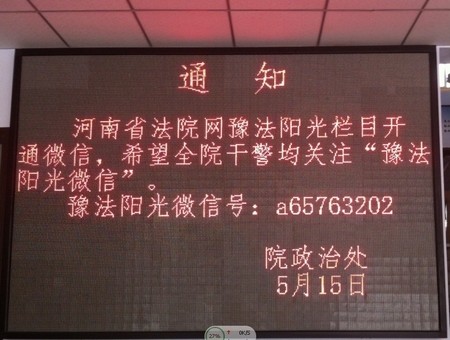 通 知
河南省法院网豫法阳光栏目开
通微信，希望全院干警均关注“豫法
阳光微信”。
豫法阳光微信号：a65763202
院政治处
5月15日
27%
0K/S